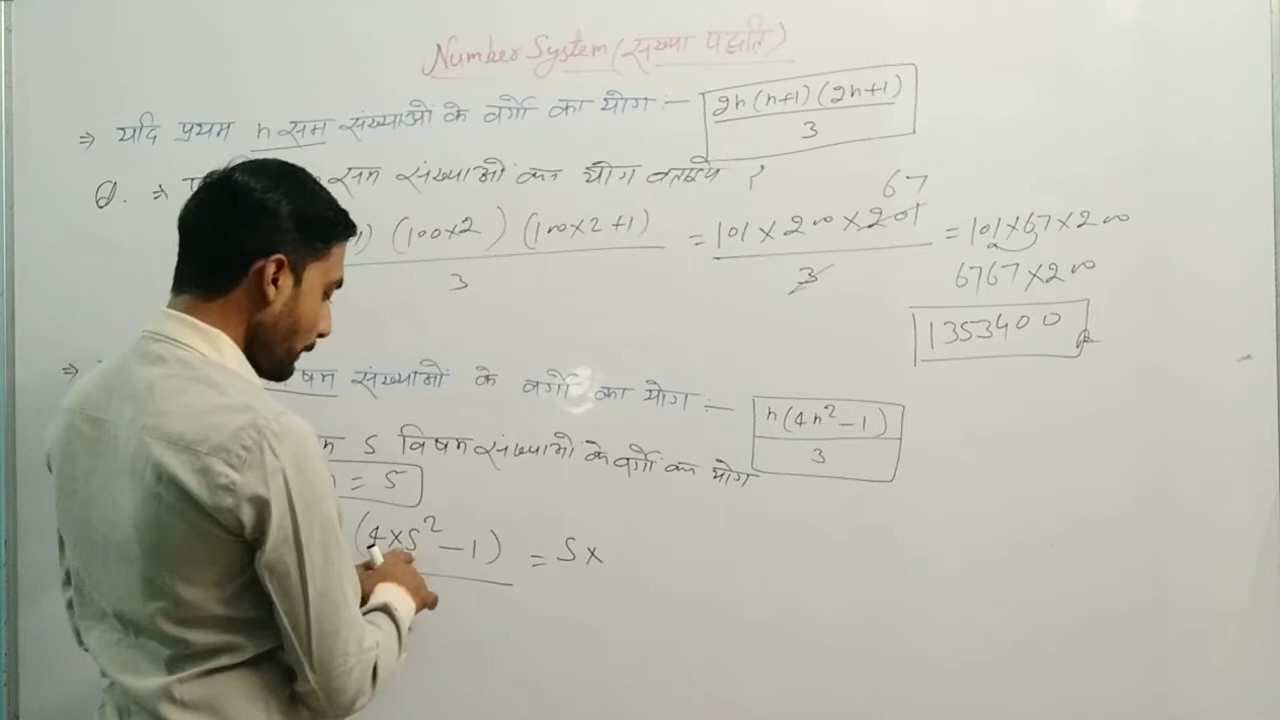 Number System (संख्या पद्धति)
⇒ यदि प्रथम n सम संख्याओं के वर्गों का योग :- 2n(n+1)(2n+1) / 3
Q. ⇒ सम संख्याओं का योग बताइये ?
) (100×2) (100×2+1) / 3 = 101×200×201 / 3 67 = 101×67×200
6767×200
1353400
⇒ विषम संख्याओं के वर्गों का योग :- n(4n²-1) / 3
5 विषम संख्याओं के वर्गों का योग
= 5
(4×5²-1) = 5×